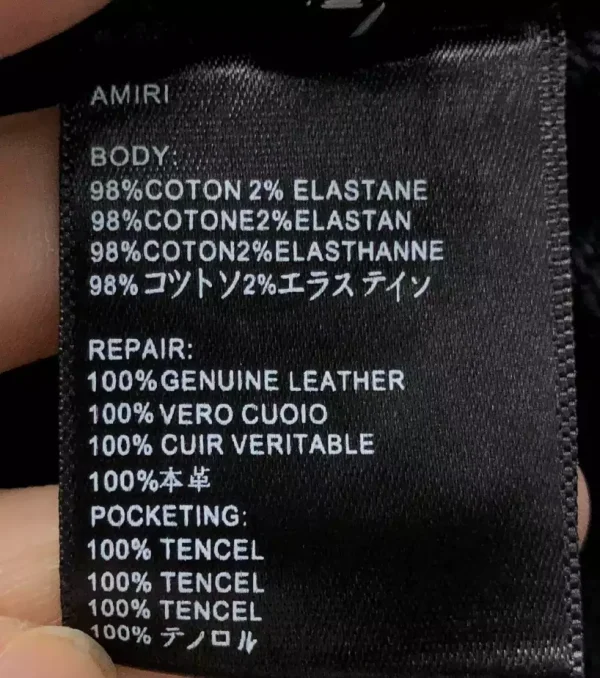 AMIRI
BODY:
98%COTON 2% ELASTANE
98%COTONE2%ELASTAN
98%COTON2%ELASTHANNE
98%コツトソ2%エラスティソ
REPAIR:
100%GENUINE LEATHER
100%VERO CUOIO
100% CUIR VERITABLE
100%本革
POCKETING:
100% TENCEL
100% TENCEL
100% TENCEL
100% テノロル